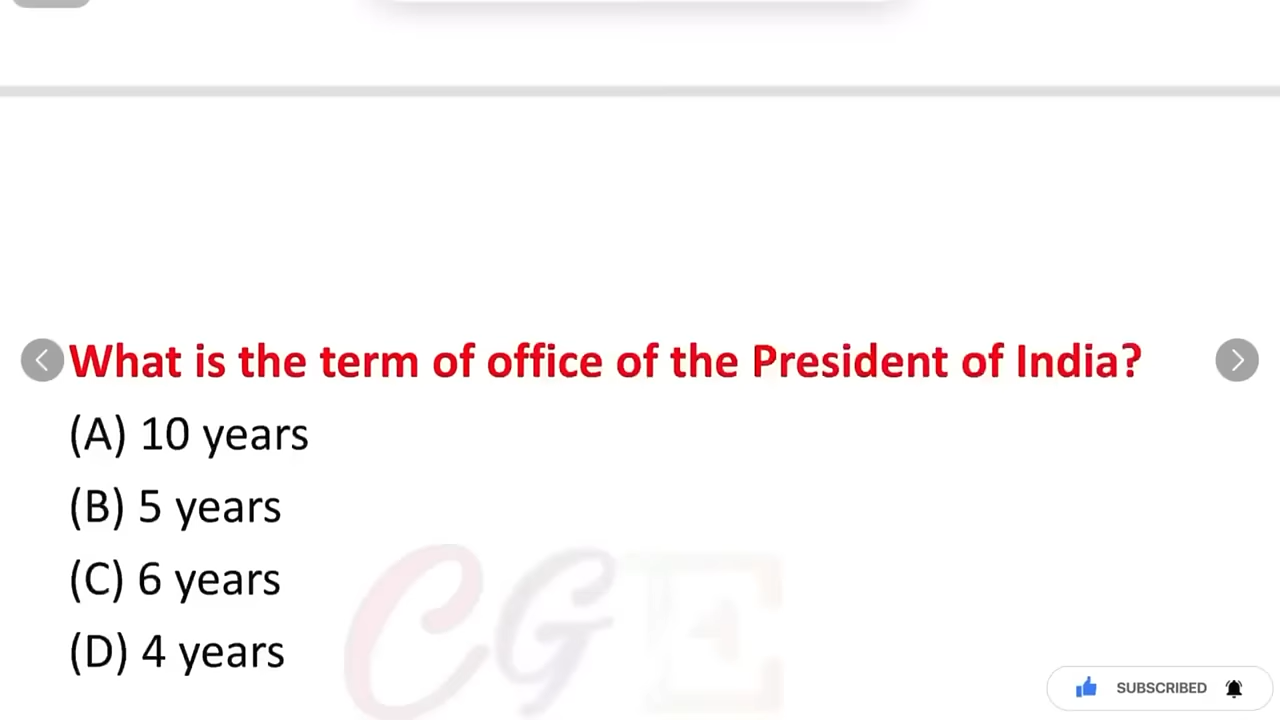 What is the term of office of the President of India?
(A) 10 years
(B) 5 years
(C) 6 years
(D) 4 years
CGE
SUBSCRIBED